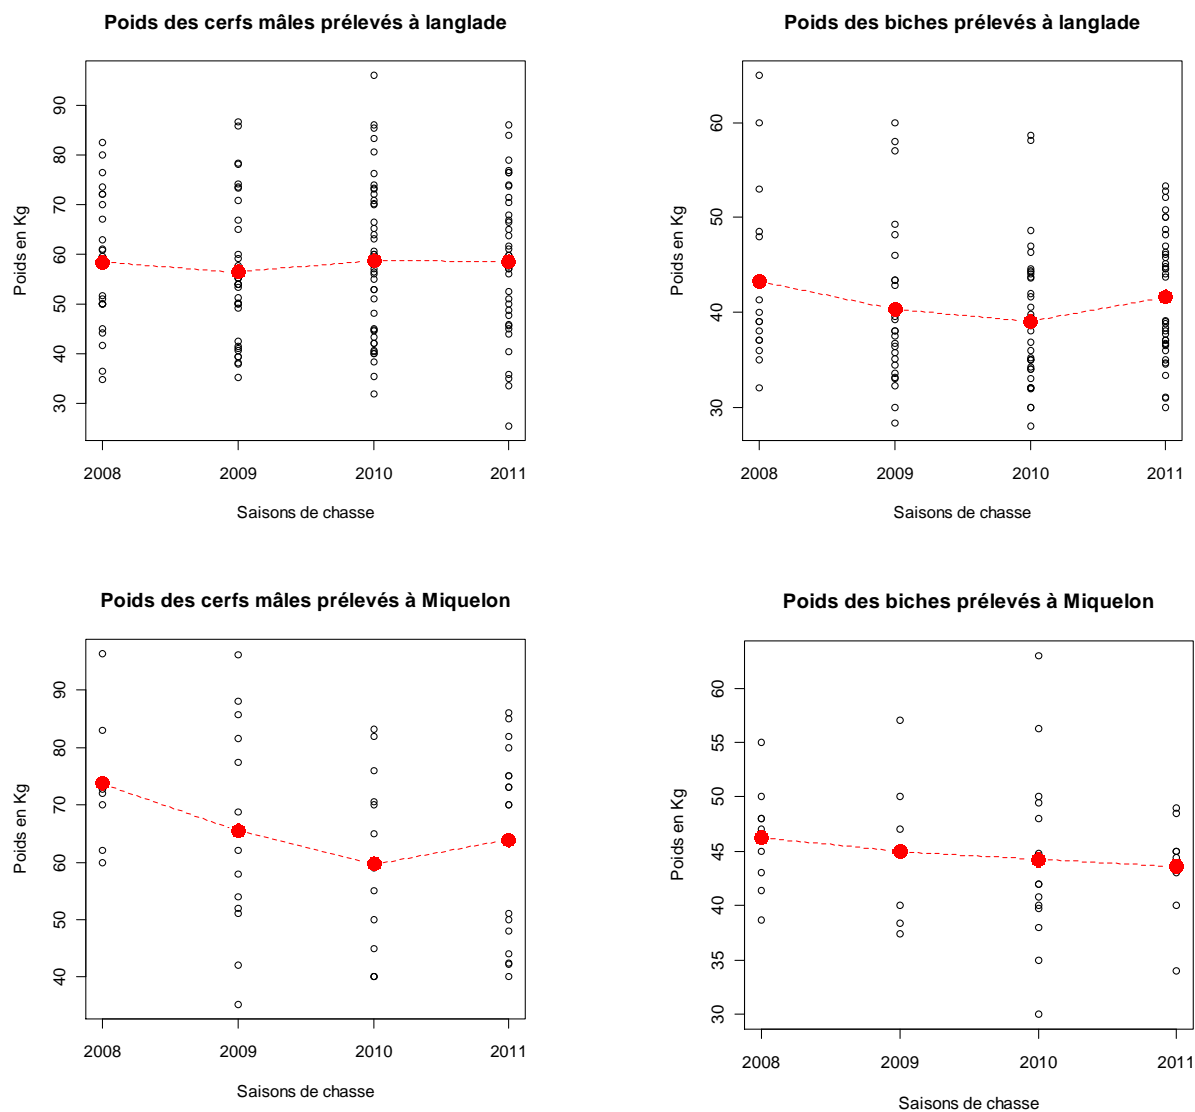 Poids des cerfs mâles prélevés à langlade
Poids en Kg
90
80
70
60
50
40
30
2008 2009 2010 2011
Saisons de chasse
Poids des biches prélevés à langlade
Poids en Kg
60
50
40
30
2008 2009 2010 2011
Saisons de chasse
Poids des cerfs mâles prélevés à Miquelon
Poids en Kg
90
80
70
60
50
40
2008 2009 2010 2011
Saisons de chasse
Poids des biches prélevés à Miquelon
Poids en Kg
60
55
50
45
40
35
30
2008 2009 2010 2011
Saisons de chasse